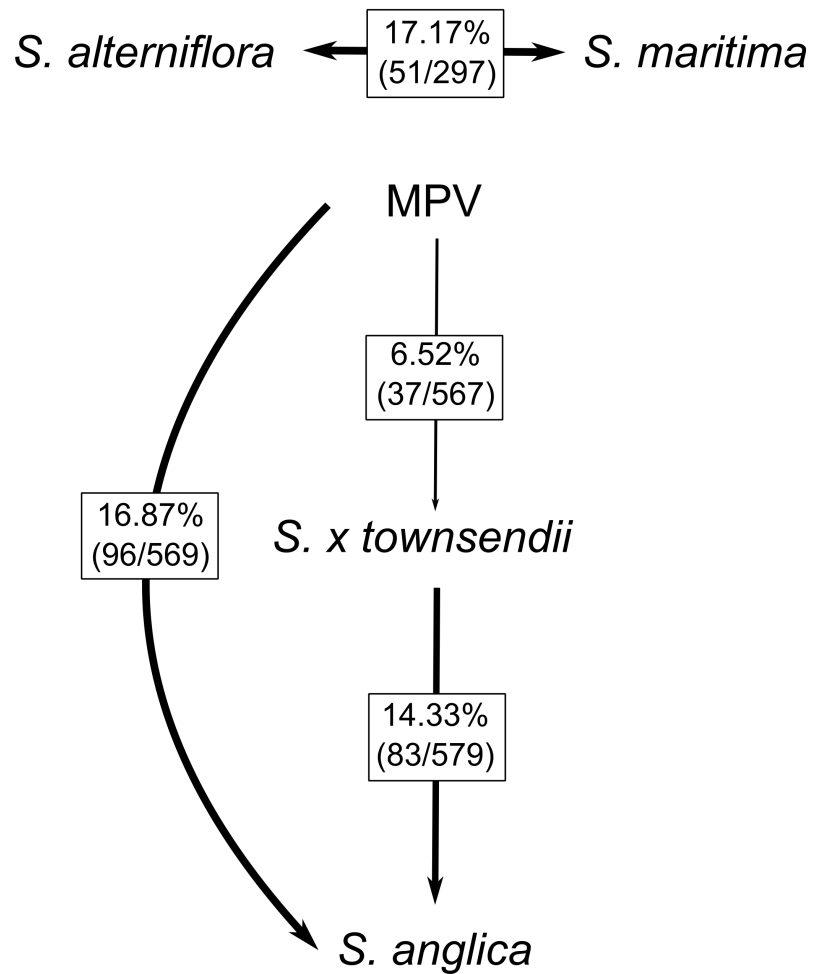 S. alterniflora
17.17%
(51/297)
S. maritima
MPV
6.52%
(37/567)
16.87%
(96/569)
S. x townsendii
14.33%
(83/579)
S. anglica